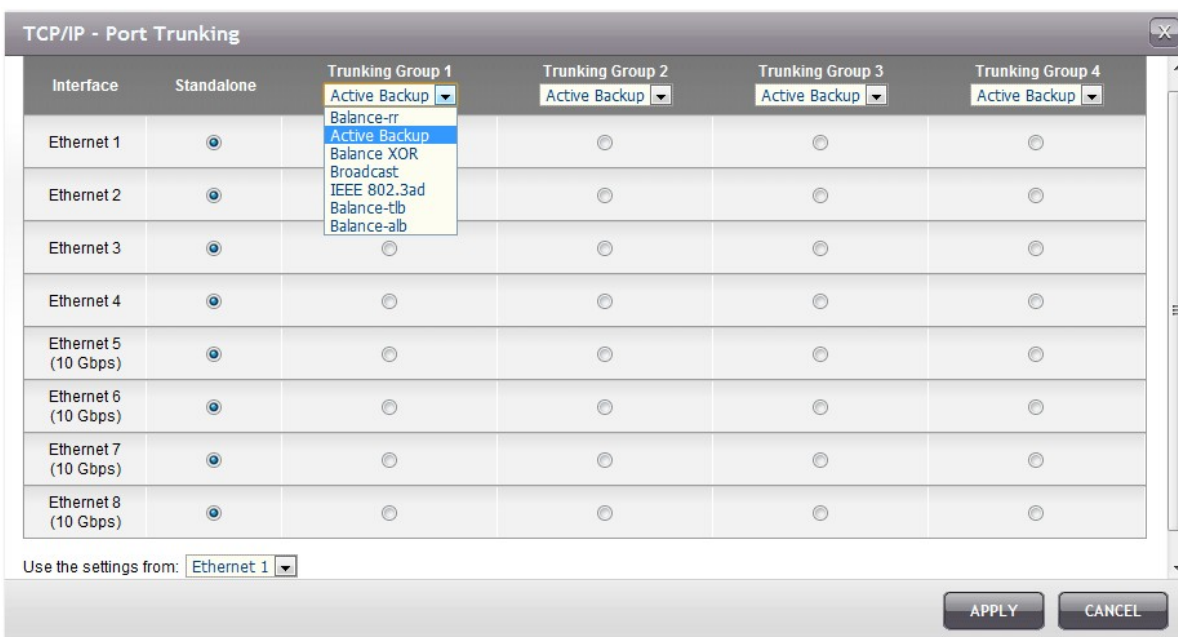 TCP/IP - Port Trunking
X
Interface Standalone Trunking Group 1 Trunking Group 2 Trunking Group 3 Trunking Group 4
Active Backup Active Backup Active Backup Active Backup
Balance-rr
Active Backup
Balance XOR
Broadcast
IEEE 802.3ad
Balance-tlb
Balance-alb
Ethernet 1
Ethernet 2
Ethernet 3
Ethernet 4
Ethernet 5
(10 Gbps)
Ethernet 6
(10 Gbps)
Ethernet 7
(10 Gbps)
Ethernet 8
(10 Gbps)
Use the settings from: Ethernet 1
APPLY CANCEL